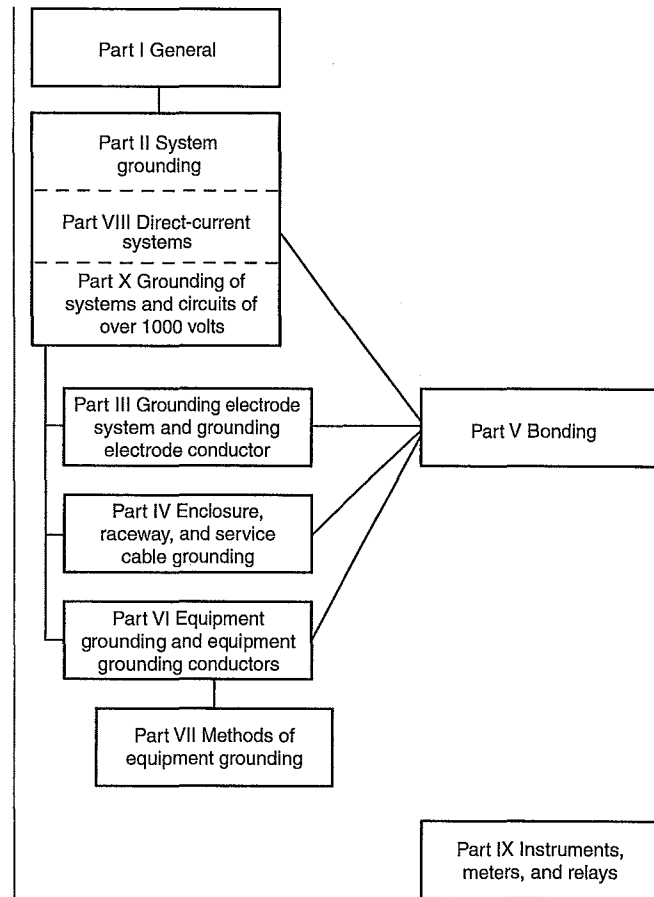 Part I General
Part II System
grounding
Part VIII Direct-current
systems
Part X Grounding of
systems and circuits of
over 1000 volts
Part III Grounding electrode
system and grounding
electrode conductor
Part V Bonding
Part IV Enclosure,
raceway, and service
cable grounding
Part VI Equipment
grounding and equipment
grounding conductors
Part VII Methods of
equipment grounding
Part IX Instruments,
meters, and relays